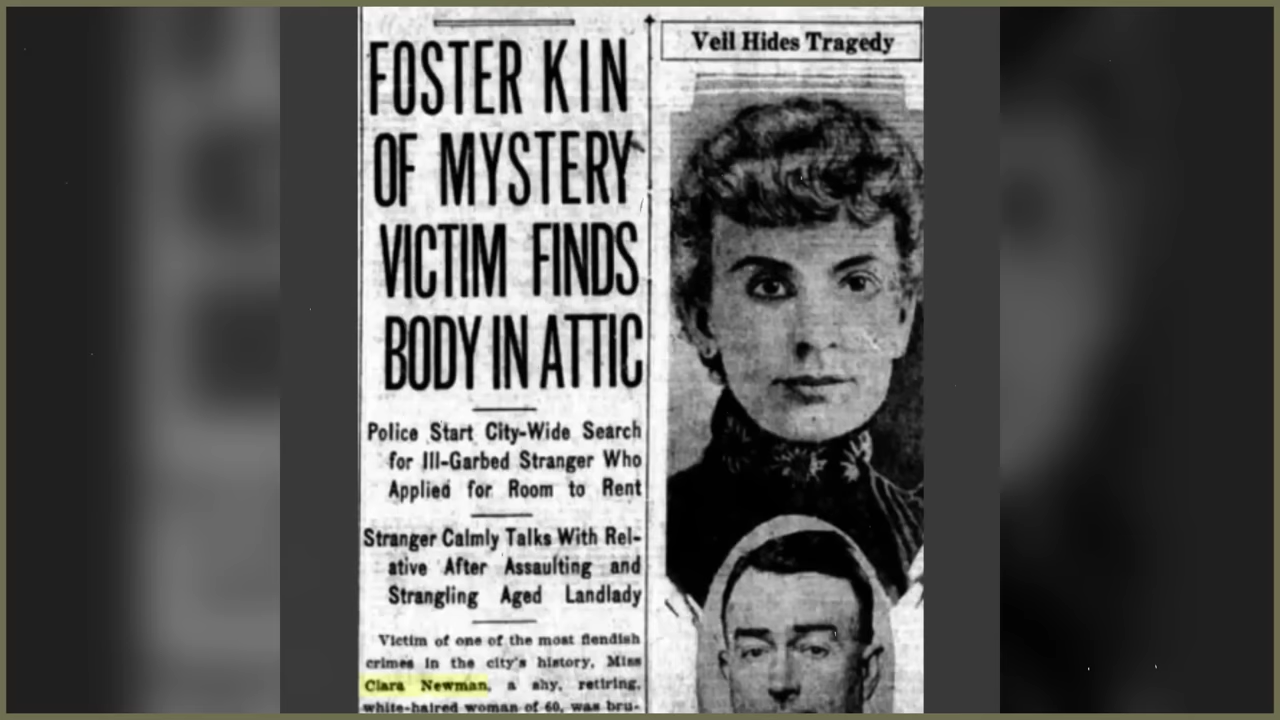 FOSTER KIN
OF MYSTERY
VICTIM FINDS
BODY IN ATTIC
Police Start City-Wide Search
for Ill-Garbed Stranger Who
Applied for Room to Rent
Stranger Calmly Talks With Rel-
ative After Assaulting and
Strangling Aged Landlady
Victim of one of the most fiendish
crimes in the city's history, Miss
Clara Newman, a shy, retiring,
white-haired woman of 60, was bru-
Veil Hides Tragedy